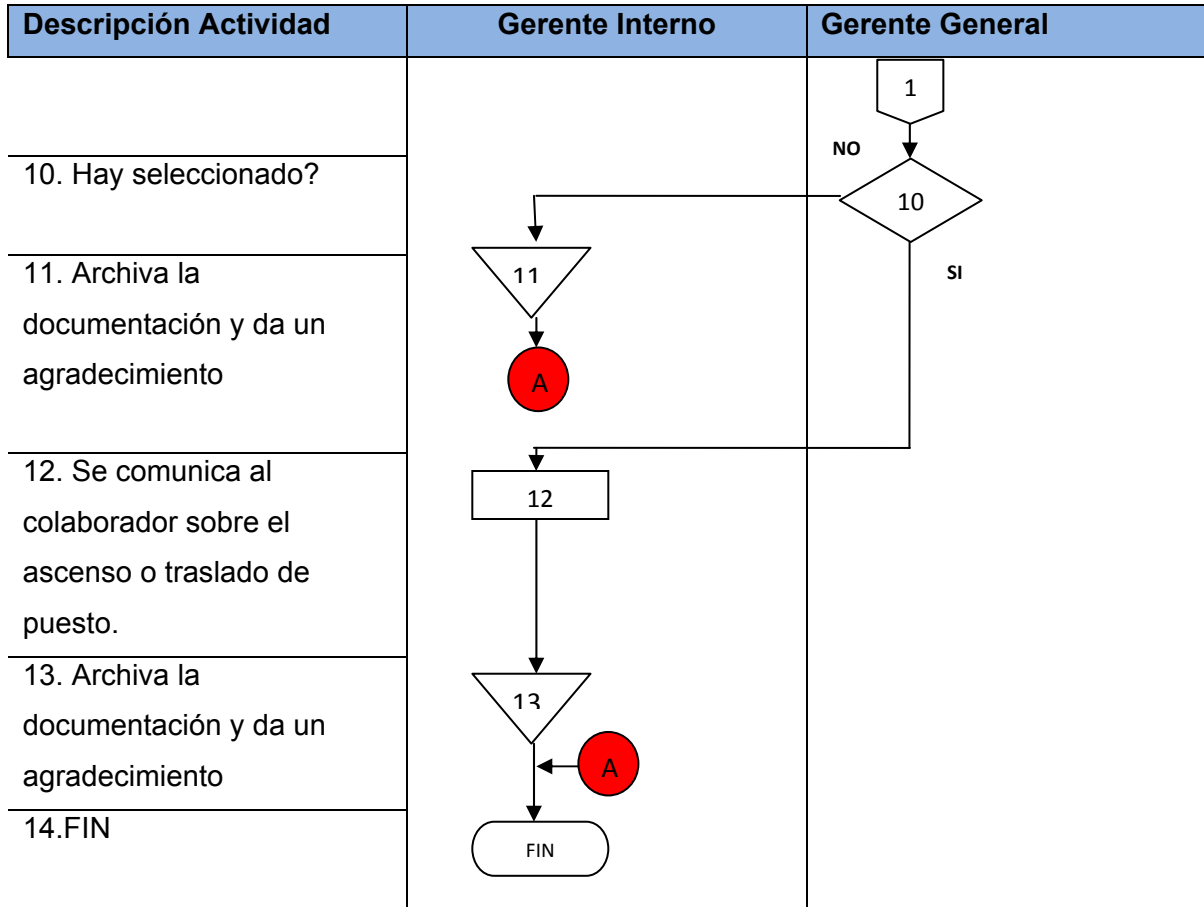 Descripción Actividad
Gerente Interno
Gerente General
1
NO
10. Hay seleccionado?
10
SI
11. Archiva la
documentación y da un
agradecimiento
11
A
12. Se comunica al
colaborador sobre el
ascenso o traslado de
puesto.
12
13. Archiva la
documentación y da un
agradecimiento
13
A
14.FIN
FIN